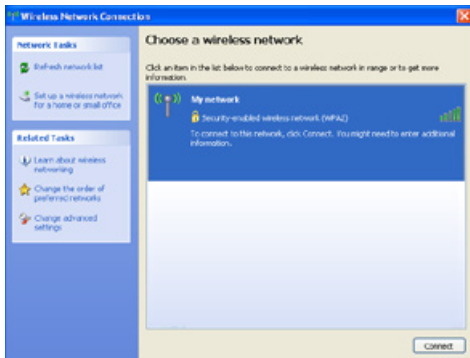 Wireless Network Connection
Network Tasks
Refresh network list
Set up a wireless network
for a home or small office
Related Tasks
Learn about wireless
networking
Change the order of
preferred networks
Change advanced
settings
Choose a wireless network
Click an item in the list below to connect to a wireless network in range or to get more
information.
My network
Security-enabled wireless network (WPA2)
To connect to this network, click Connect. You might need to enter additional
information.
Connect